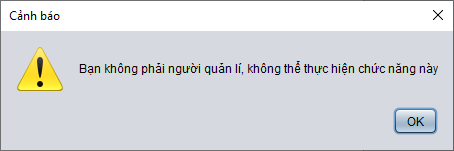 Cảnh báo
Bạn không phải người quản lí, không thể thực hiện chức năng này
OK